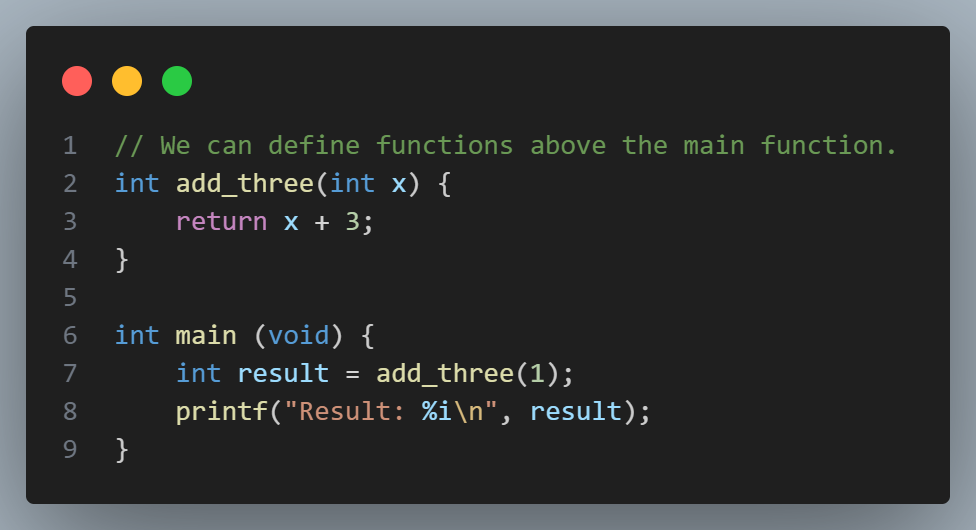 1 // We can define functions above the main function.
2 int add_three(int x) {
3     return x + 3;
4 }
5
6 int main (void) {
7     int result = add_three(1);
8     printf("Result: %i\n", result);
9 }